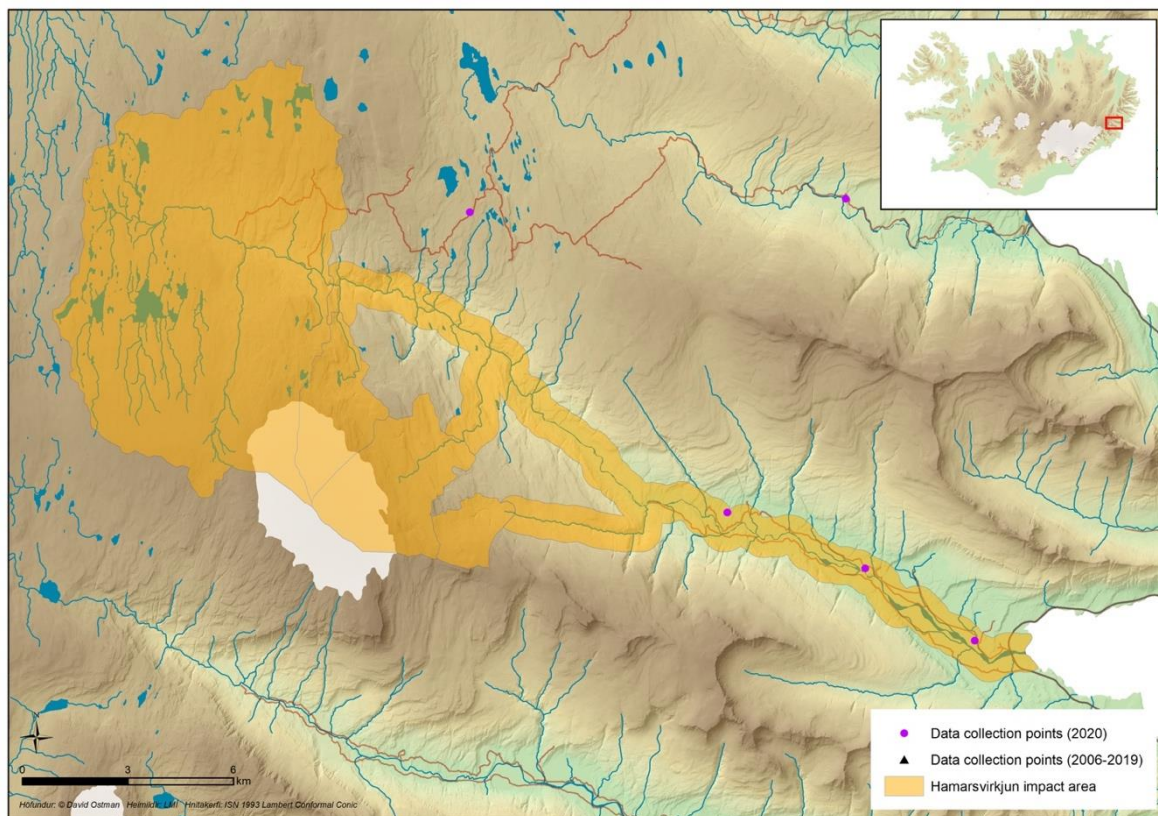 Data collection points (2020)
Data collection points (2006-2019)
Hamarsvirkjun impact area
0 3 6
km
Höfundur: © David Ostman Heimildir: LMÍ Hnitakerfi: ISN 1993 Lambert Conformal Conic